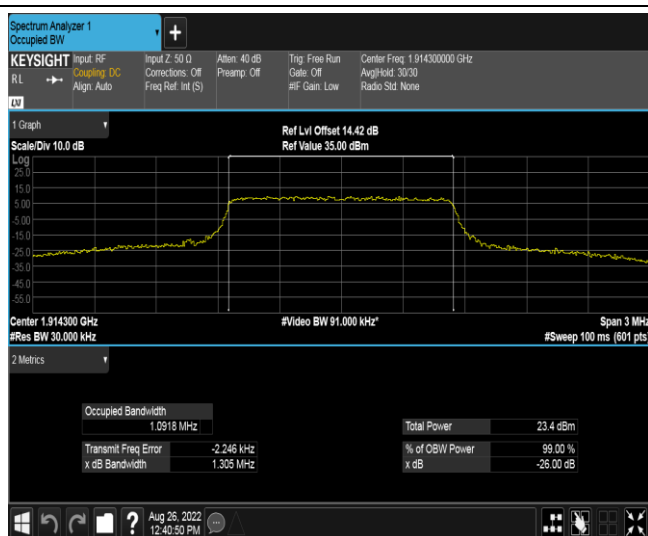 Spectrum Analyzer 1
Occupied BW
+
KEYSIGHT
RL
LXI
Input: RF
Coupling: DC
Align: Auto
Input Z: 50 Ω
Corrections: Off
Freq Ref: Int (S)
Atten: 40 dB
Preamp: Off
Trig: Free Run
Gate: Off
#IF Gain: Low
Center Freq: 1.914300000 GHz
Avg|Hold: 30/30
Radio Std: None
1 Graph
Scale/Div 10.0 dB
Ref Lvl Offset 14.42 dB
Ref Value 35.00 dBm
Log
25.0
15.0
5.00
-5.00
-15.0
-25.0
-35.0
-45.0
-55.0
Center 1.914300 GHz
#Res BW 30.000 kHz
#Video BW 91.000 kHz*
Span 3 MHz
#Sweep 100 ms (601 pts)
2 Metrics
Occupied Bandwidth
1.0918 MHz
Transmit Freq Error -2.246 kHz
x dB Bandwidth 1.305 MHz
Total Power 23.4 dBm
% of OBW Power 99.00 %
x dB -26.00 dB
?
Aug 26, 2022
12:40:50 PM